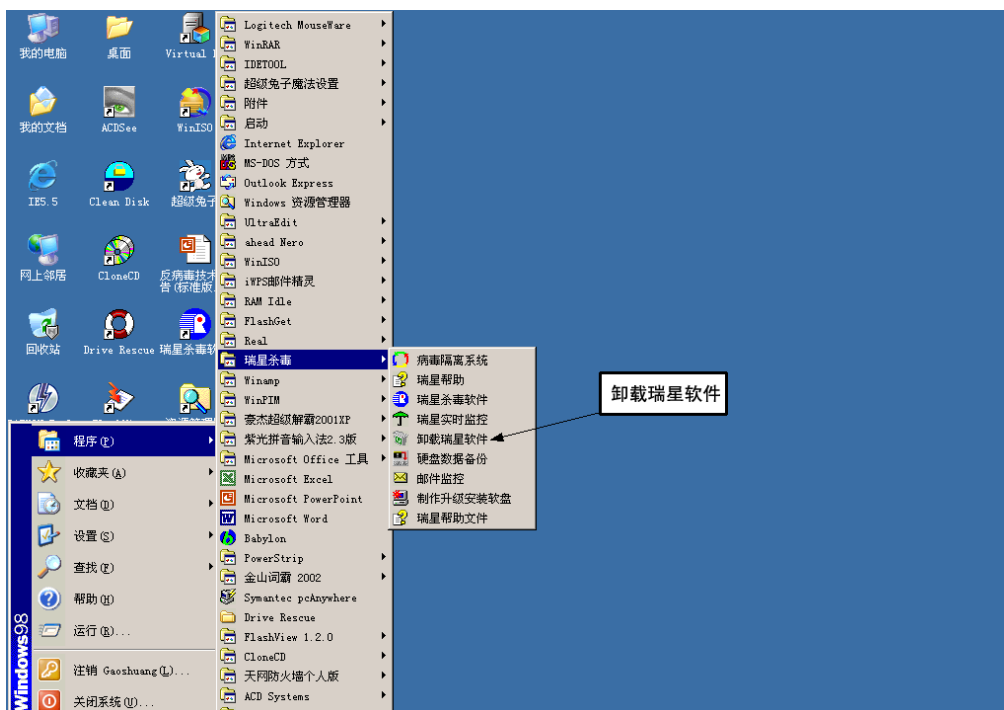 我的电脑
桌面
Virtual
我的文档
ACDSee
WinISO
IE5.5
Clean Disk
超级兔子
网上邻居
CloneCD
反病毒技术
告(标准版
回收站
Drive Rescue
瑞星杀毒软
Logitech MouseWare
WinRAR
IDETOOL
超级兔子魔法设置
附件
启动
Internet Explorer
MS-DOS 方式
Outlook Express
Windows 资源管理器
UltraEdit
ahead Nero
WinISO
iWPS邮件精灵
RAM Idle
FlashGet
Real
瑞星杀毒
Winamp
WinPIM
豪杰超级解霸2001XP
紫光拼音输入法2.3版
Microsoft Office 工具
Microsoft Excel
Microsoft PowerPoint
Microsoft Word
Babylon
PowerStrip
金山词霸 2002
Symantec pcAnywhere
Drive Rescue
FlashView 1.2.0
CloneCD
天网防火墙个人版
ACD Systems
病毒隔离系统
瑞星帮助
瑞星杀毒软件
瑞星实时监控
卸载瑞星软件
硬盘数据备份
邮件监控
制作升级安装软盘
瑞星帮助文件
卸载瑞星软件
程序(P)
收藏夹(A)
文档(D)
设置(S)
查找(F)
帮助(H)
运行(R)...
注销 Gaoshuang(L)...
关闭系统(U)...
Windows98